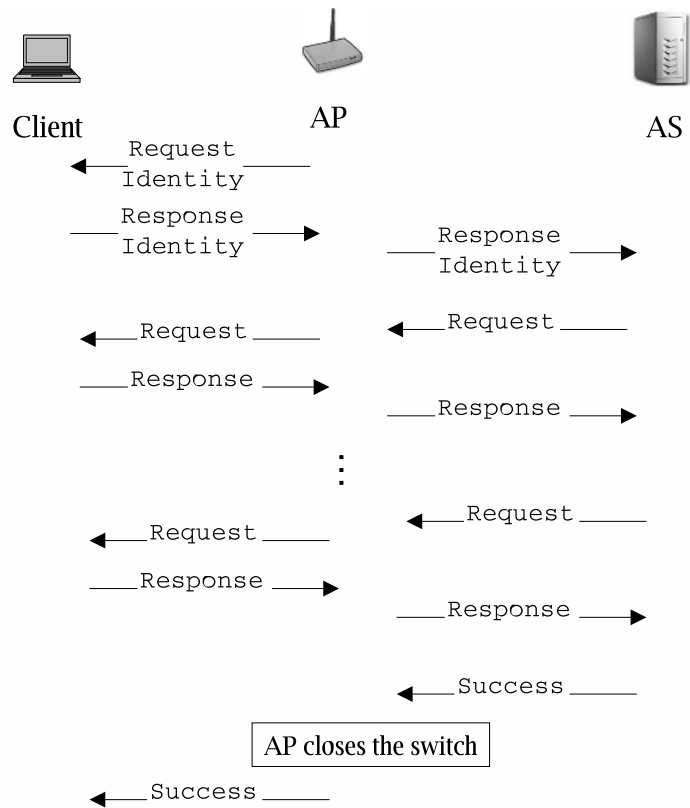 Client
AP
AS
Request
Identity
Response
Identity
Response
Identity
Request
Request
Response
Response
⋮
Request
Request
Response
Response
Success
AP closes the switch
Success